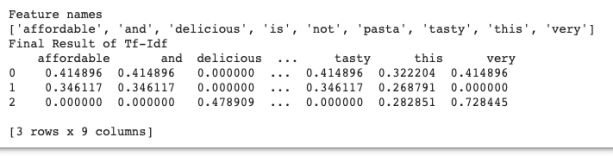 Feature names
['affordable', 'and', 'delicious', 'is', 'not', 'pasta', 'tasty', 'this', 'very']
Final Result of Tf-Idf
affordable and delicious ... tasty this very
0 0.414896 0.414896 0.000000 ... 0.414896 0.322204 0.414896
1 0.346117 0.346117 0.000000 ... 0.346117 0.268791 0.000000
2 0.000000 0.000000 0.478909 ... 0.000000 0.282851 0.728445
[3 rows x 9 columns]